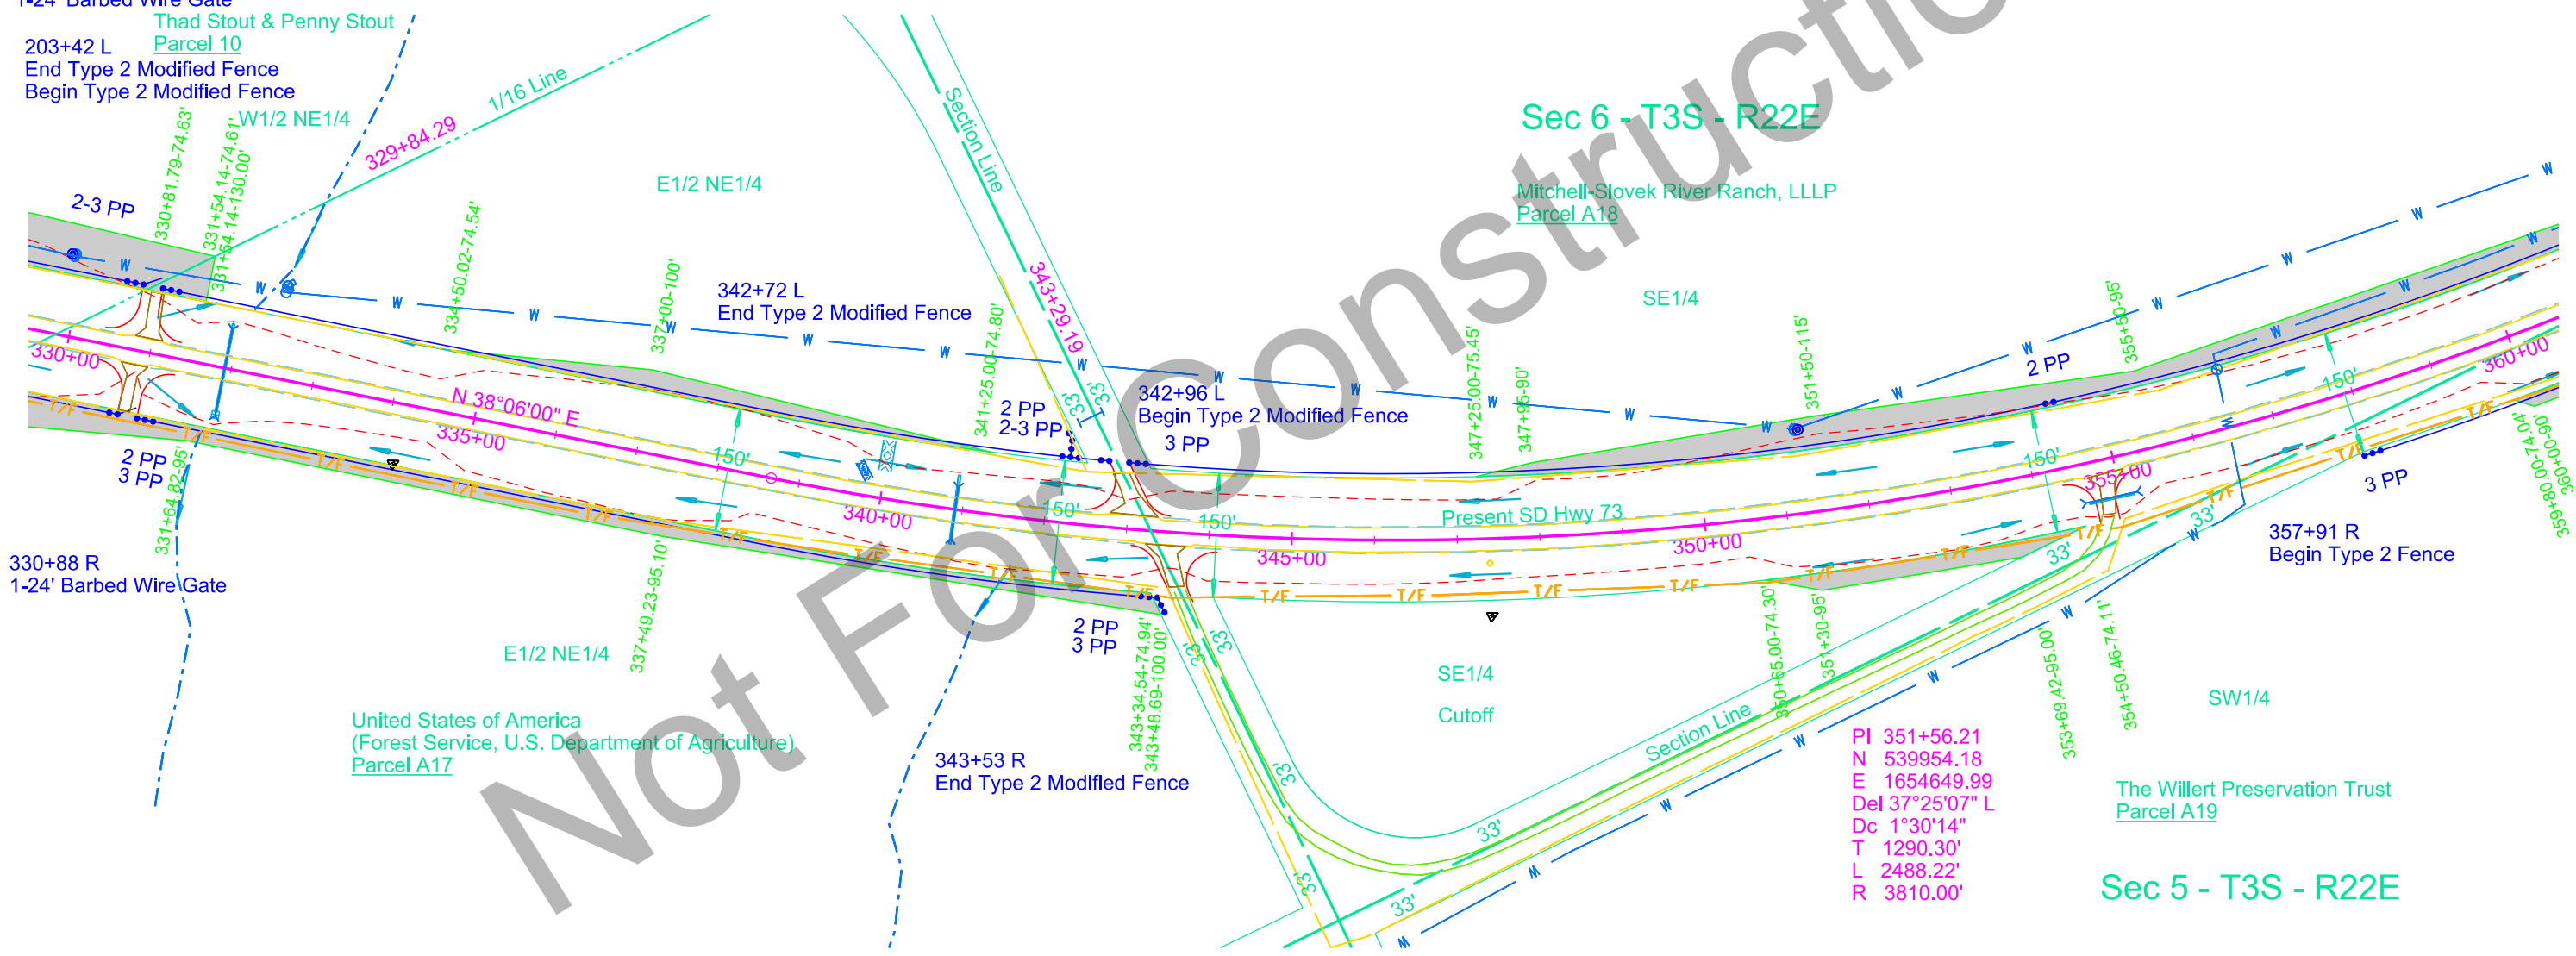 1-24' Barbed Wire Gate
Thad Stout & Penny Stout
Parcel 10
203+42 L
End Type 2 Modified Fence
Begin Type 2 Modified Fence
W1/2 NE1/4
1/16 Line
329+84.29
330+81.79-74.63'
331+54.14-74.61'
331+54.14-130.00'
2-3 PP
334+50.02-74.54'
E1/2 NE1/4
337+00-100'
342+72 L
End Type 2 Modified Fence
341+25.00-74.80'
Section Line
343+29.19
33'
33'
2 PP
2-3 PP
342+96 L
Begin Type 2 Modified Fence
3 PP
Sec 6 - T3S - R22E
Mitchell-Slovek River Ranch, LLLP
Parcel A18
SE1/4
347+25.00-75.45'
347+95-90'
351+50-115'
2 PP
355+50-95'
W W W W W W W W W W W
W W W W W
W W W
330+00
N 38°06'00" E
335+00
340+00
345+00
350+00
355+00
360+00
Present SD Hwy 73
150'
150'
150'
150'
150'
T/F T/F T/F T/F T/F T/F T/F T/F T/F T/F T/F T/F T/F T/F T/F T/F T/F
2 PP
3 PP
331+64.82-95'
330+88 R
1-24' Barbed Wire Gate
E1/2 NE1/4
337+49.23-95.10'
United States of America
(Forest Service, U.S. Department of Agriculture)
Parcel A17
2 PP
3 PP
343+34.54-74.94'
343+48.69-100.00'
343+53 R
End Type 2 Modified Fence
33'
33'
33'
33'
33'
33'
33'
33'
SE1/4
Cutoff
Section Line
350+65.00-74.30'
351+30-95'
353+69.42-95.00'
354+50.46-74.11'
3 PP
357+91 R
Begin Type 2 Fence
359+80.00-74.04'
360+00-90'
SW1/4
PI 351+56.21
N 539954.18
E 1654649.99
Del 37°25'07" L
Dc 1°30'14"
T 1290.30'
L 2488.22'
R 3810.00'
The Willert Preservation Trust
Parcel A19
Sec 5 - T3S - R22E
W W W W W W W W
Not For Constructi